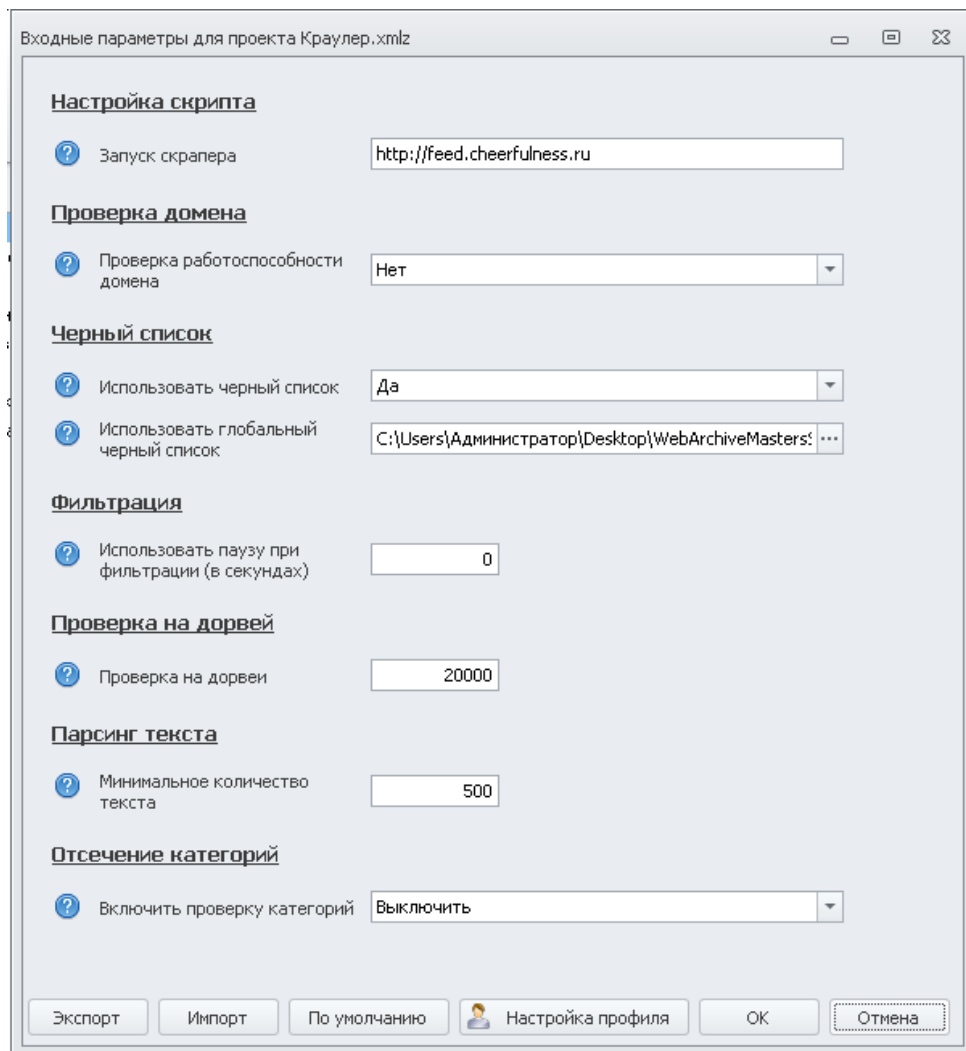 Входные параметры для проекта Краулер.xmlz
Настройка скрипта
Запуск скрапера
http://feed.cheerfulness.ru
Проверка домена
Проверка работоспособности
домена
Нет
Черный список
Использовать черный список
Да
Использовать глобальный
черный список
C:\Users\Администратор\Desktop\WebArchiveMasters
Фильтрация
Использовать паузу при
фильтрации (в секундах)
0
Проверка на дорвей
Проверка на дорвеи
20000
Парсинг текста
Минимальное количество
текста
500
Отсечение категорий
Включить проверку категорий
Выключить
Экспорт
Импорт
По умолчанию
Настройка профиля
OK
Отмена